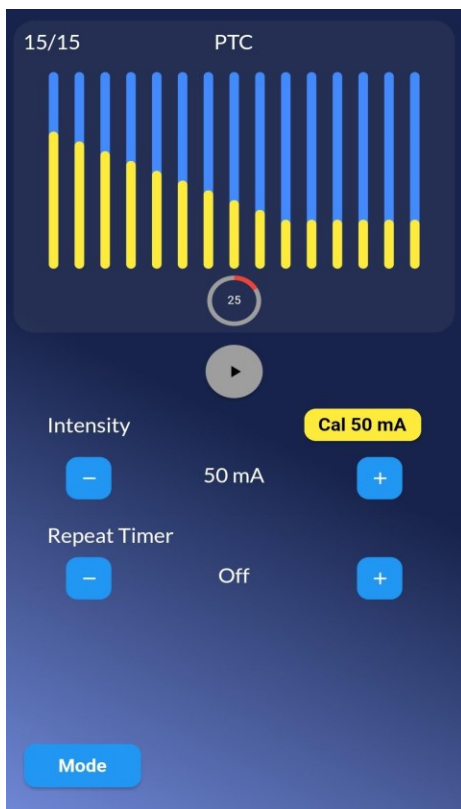 15/15 PTC
25
Intensity Cal 50 mA
− 50 mA +
Repeat Timer
− Off +
Mode